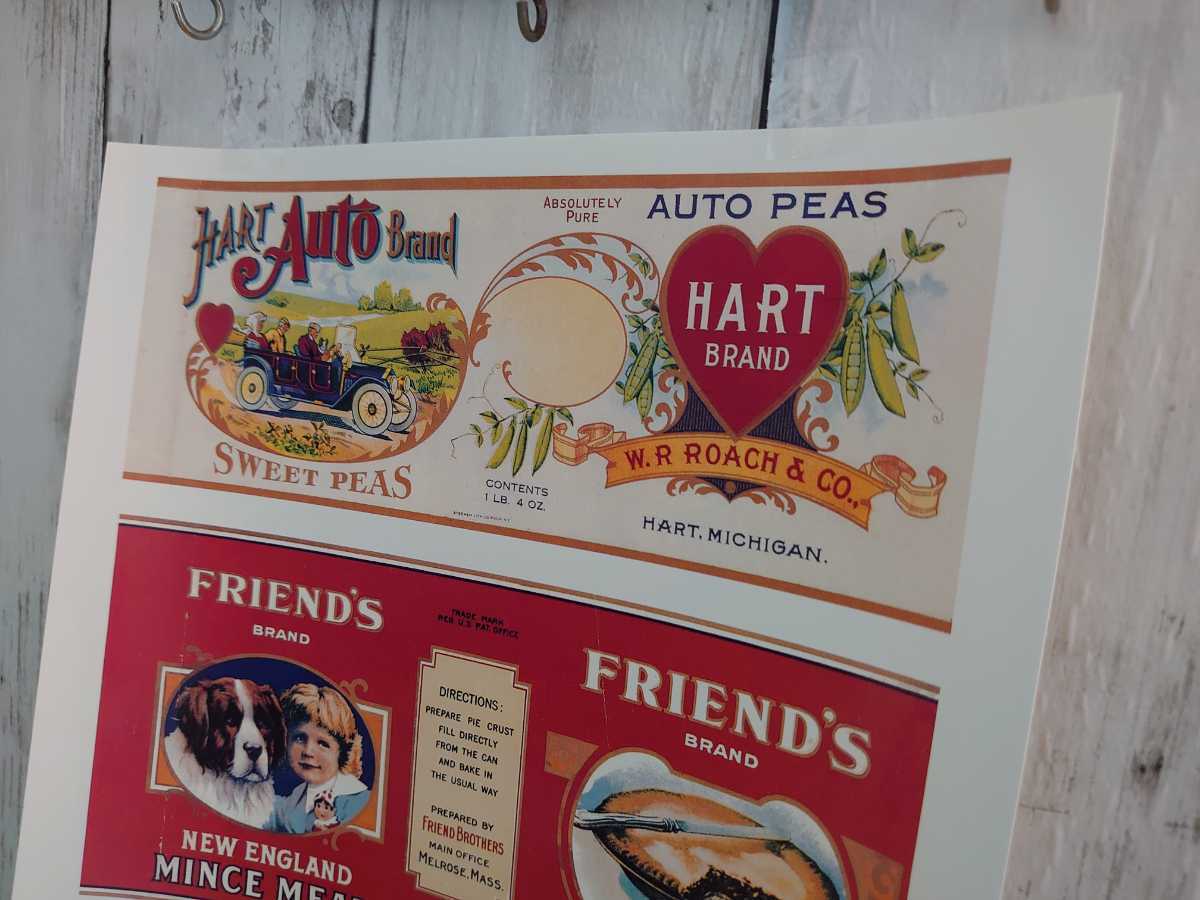 HART AUTO Brand
SWEET PEAS
ABSOLUTELY
PURE
CONTENTS
1 LB. 4 OZ.
AUTO PEAS
HART
BRAND
W.R ROACH & CO.,
HART, MICHIGAN.
FRIEND'S
BRAND
NEW ENGLAND
MINCE
TRADE MARK
REG. U.S. PAT. OFFICE
DIRECTIONS:
PREPARE PIE CRUST
FILL DIRECTLY
FROM THE CAN
AND BAKE IN
THE USUAL WAY
PREPARED BY
FRIEND BROTHERS
MAIN OFFICE
MELROSE, MASS.
FRIEND'S
BRAND